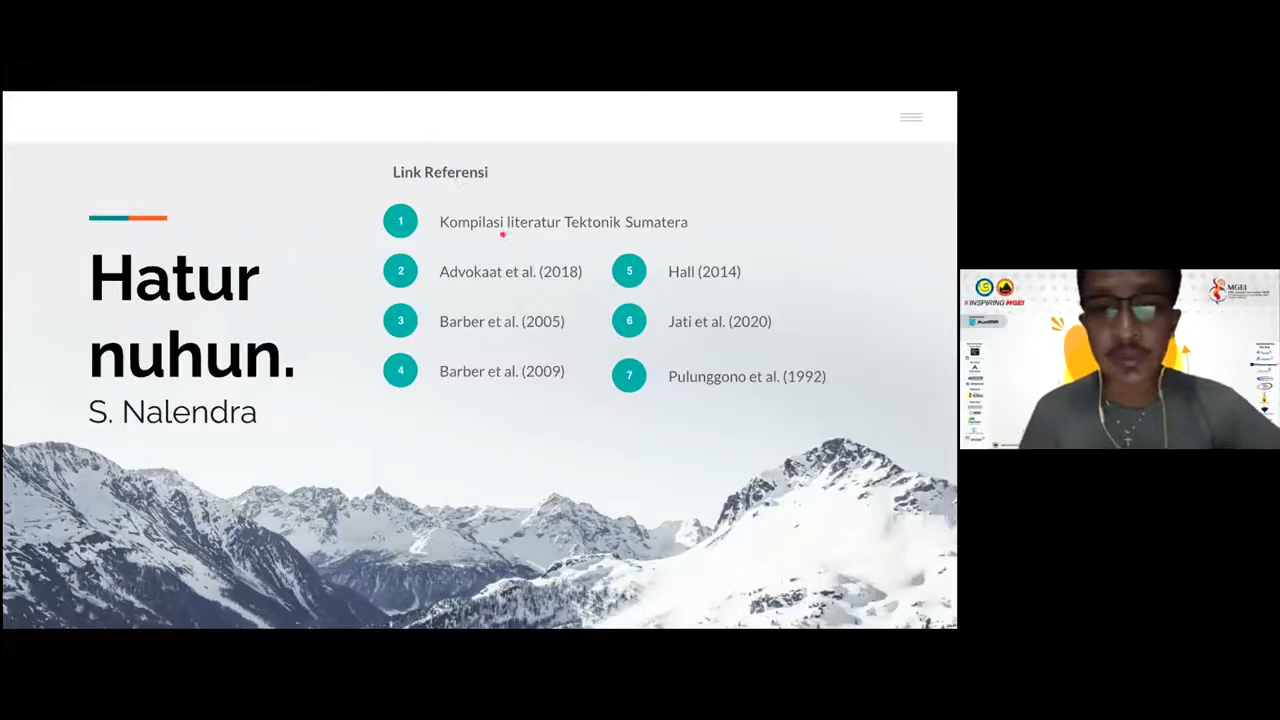 Link Referensi
1 Kompilasi literatur Tektonik Sumatera
2 Advokaat et al. (2018)
3 Barber et al. (2005)
4 Barber et al. (2009)
5 Hall (2014)
6 Jati et al. (2020)
7 Pulunggono et al. (1992)
Hatur
nuhun.
S. Nalendra
#INSPIRING MGEI
MGEI